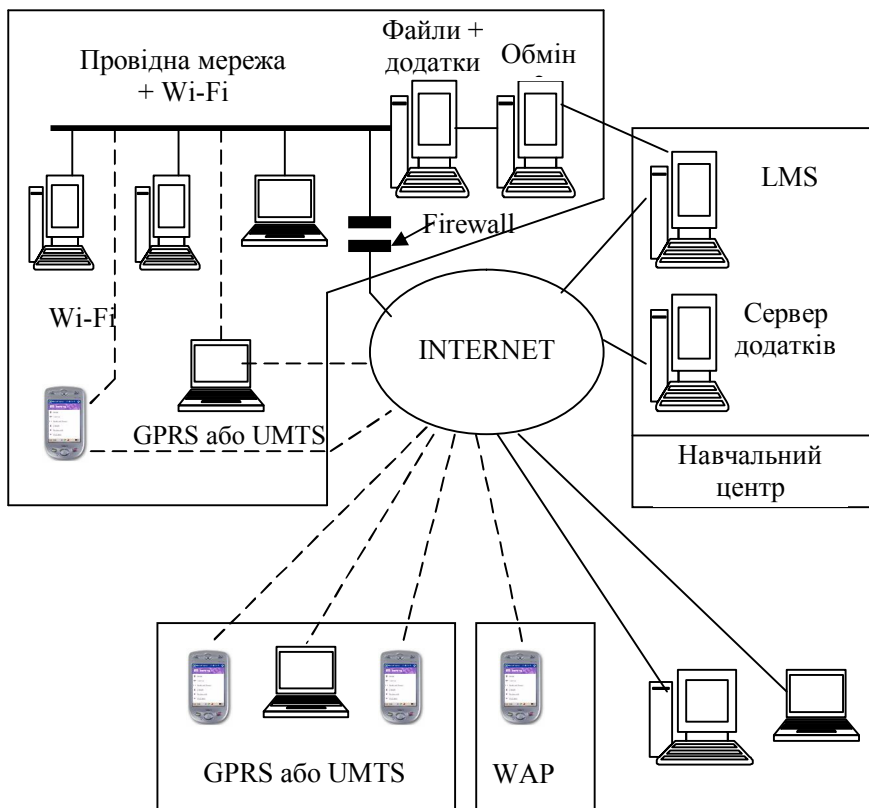 Файли +
додатки
Обмін
Провідна мережа
+ Wi-Fi
LMS
Firewall
Wi-Fi
INTERNET
Сервер
додатків
GPRS або UMTS
Навчальний
центр
GPRS або UMTS
WAP